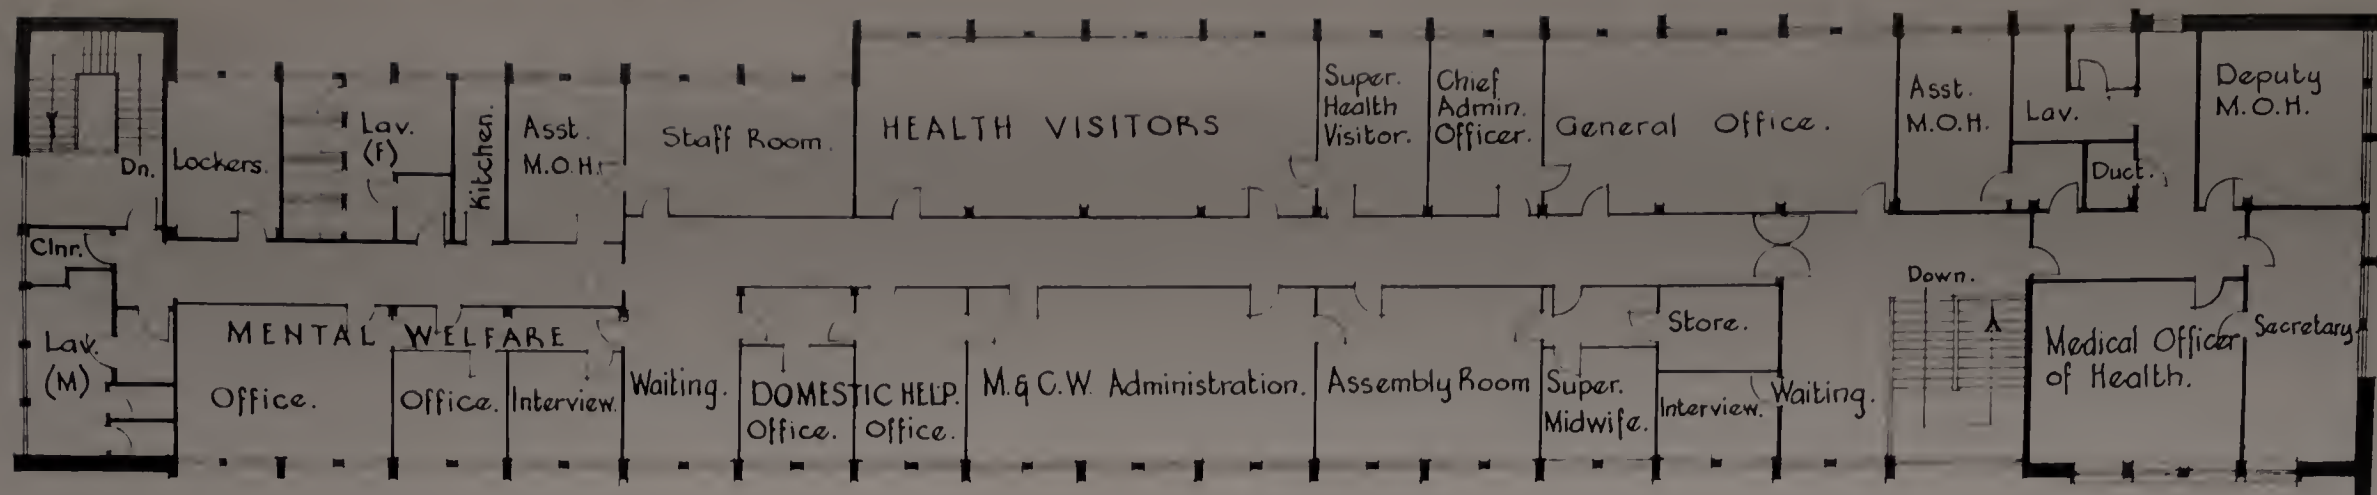 Dn.
Lockers.
Lav.
(F)
Kitchen.
Asst.
M.O.H.
Staff Room.
HEALTH VISITORS
Super.
Health
Visitor.
Chief
Admin.
Officer.
General Office.
Asst.
M.O.H.
Lav.
Duct.
Deputy
M.O.H.
Clnr.
Lav.
(M)
MENTAL WELFARE
Office.
Office.
Interview.
Waiting.
DOMESTIC HELP.
Office.
Office.
M.& C.W. Administration.
Assembly Room
Super.
Midwife.
Store.
Interview.
Waiting.
Down.
Medical Officer
of Health.
Secretary